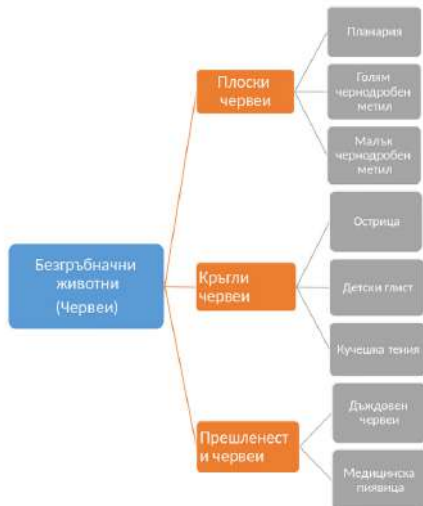 Безгръбначни
животни
(Червеи)
Плоски
червеи
Планария
Голям
чернодробен
метил
Малък
чернодробен
метил
Кръгли
червеи
Острица
Детски глист
Кучешка тения
Прешленест
и червеи
Дъждовен
червеи
Медицинска
пиявица